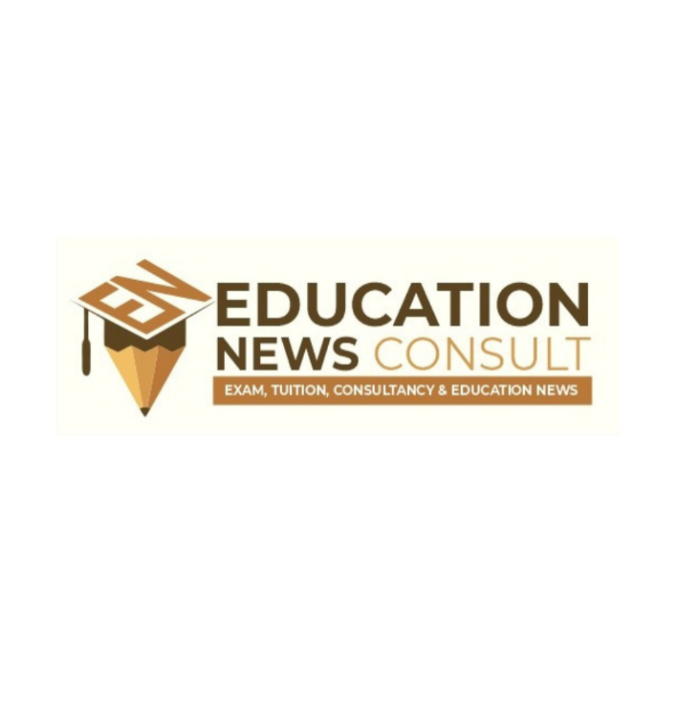 EN
EDUCATION
NEWS CONSULT
EXAM, TUITION, CONSULTANCY & EDUCATION NEWS